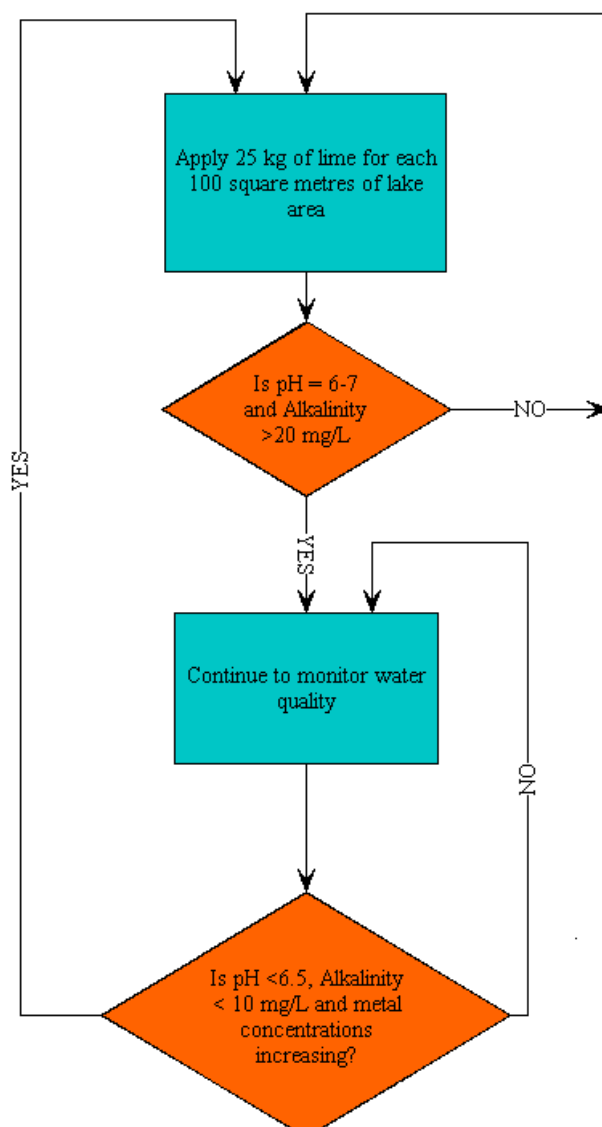 Apply 25 kg of lime for each
100 square metres of lake
area
Is pH = 6-7
and Alkalinity
>20 mg/L
NO
YES
YES
Continue to monitor water
quality
NO
Is pH <6.5, Alkalinity
< 10 mg/L and metal
concentrations
increasing?